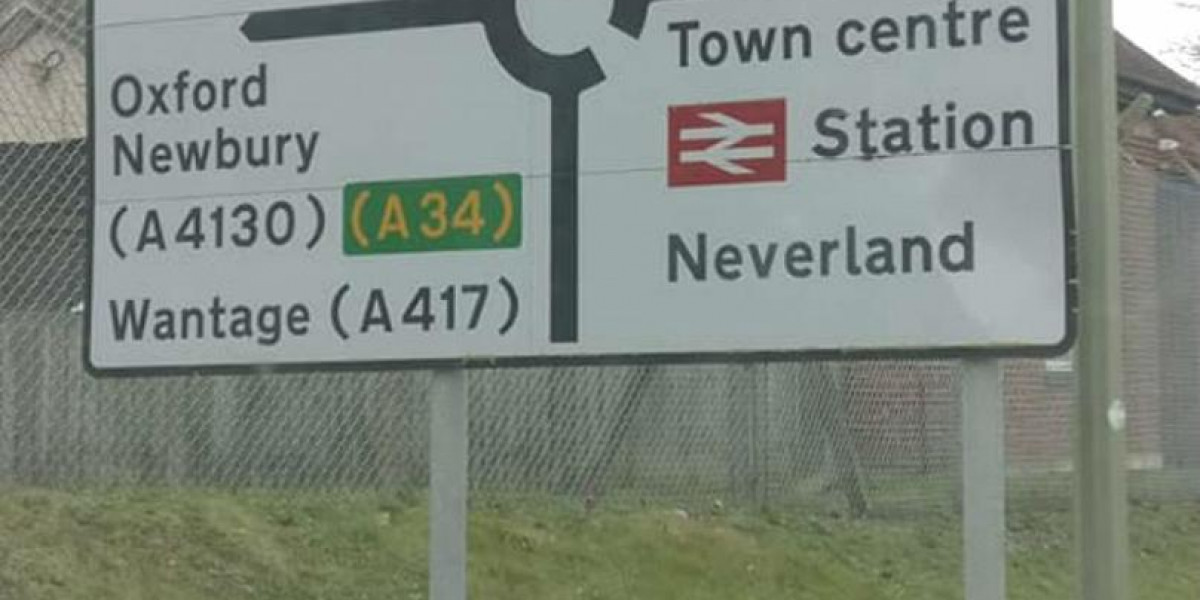 Oxford
Newbury
(A4130) (A34)
Wantage (A417)
Town centre
Station
Neverland